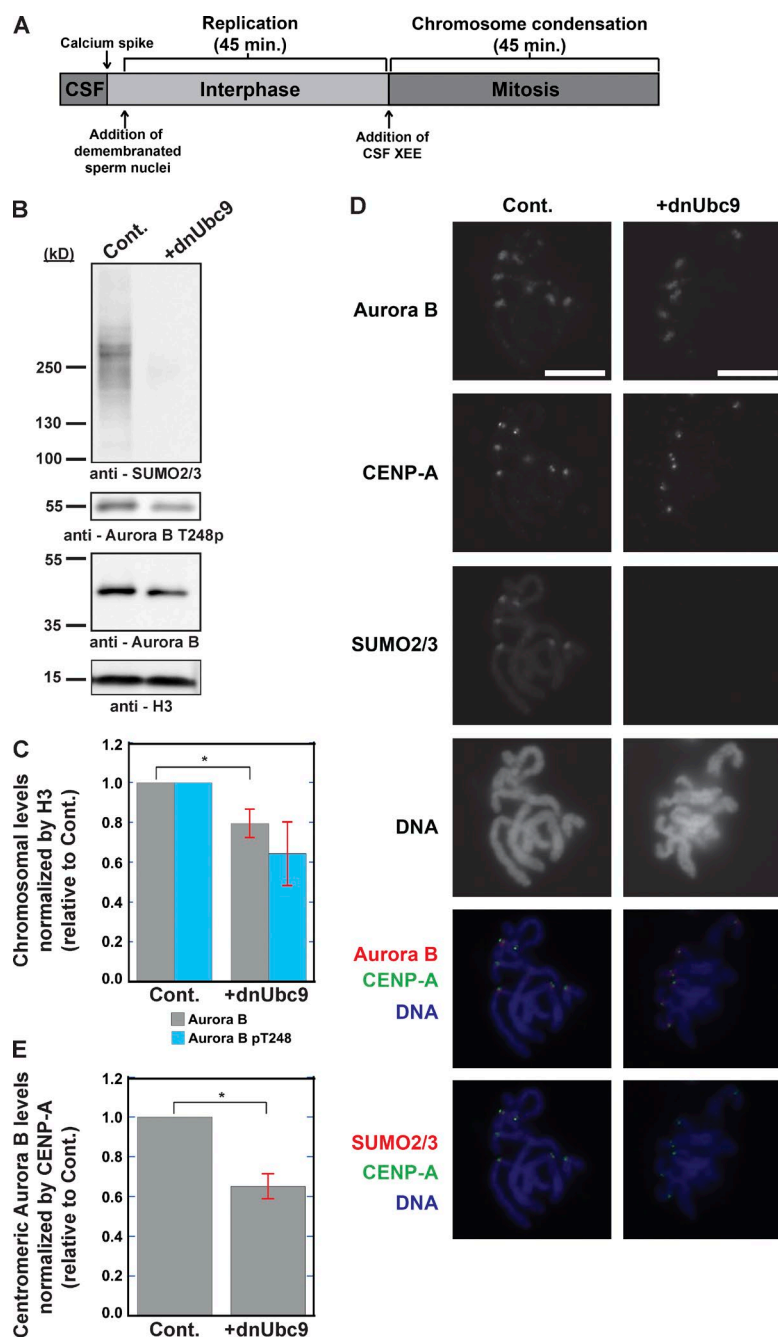 A
Replication
(45 min.)
Chromosome condensation
(45 min.)
Calcium spike
CSF
Interphase
Mitosis
Addition of
demembranated
sperm nuclei
Addition of
CSF XEE
B
Cont.
+dnUbc9
(kD)
250
130
100
anti - SUMO2/3
55
anti - Aurora B T248p
55
35
anti - Aurora B
15
anti - H3
C
Chromosomal levels
normalized by H3
(relative to Cont.)
1.2
1.0
0.8
0.6
0.4
0.2
0.0
*
Cont.
+dnUbc9
Aurora B
Aurora B pT248
E
Centromeric Aurora B levels
normalized by CENP-A
(relative to Cont.)
1.2
1.0
0.8
0.6
0.4
0.2
0.0
*
Cont.
+dnUbc9
D
Cont.
+dnUbc9
Aurora B
CENP-A
SUMO2/3
DNA
Aurora B
CENP-A
DNA
SUMO2/3
CENP-A
DNA